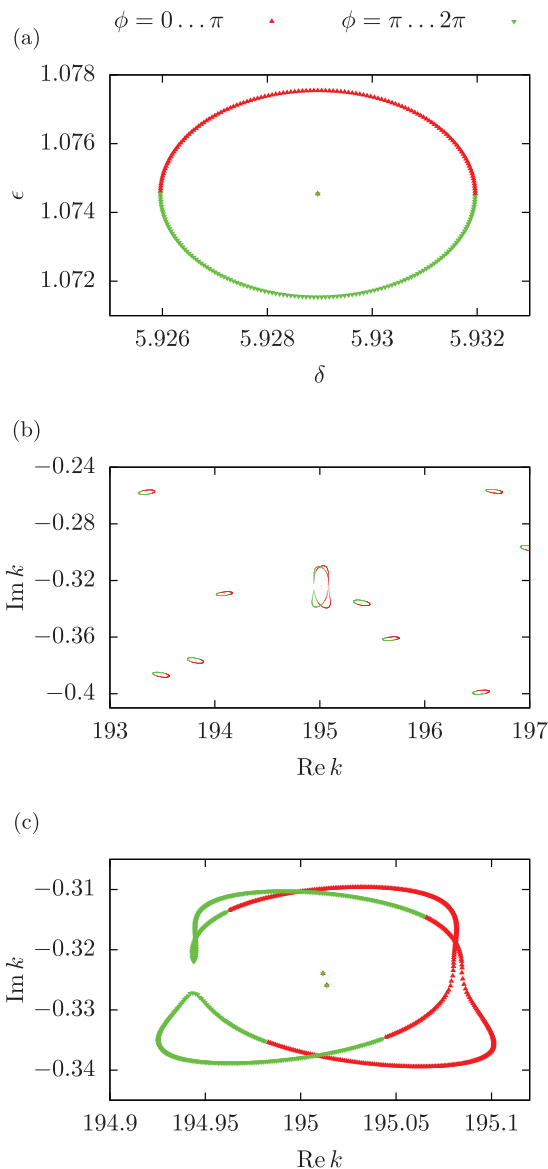 ϕ = 0 … π ϕ = π … 2π
(a)
1.078
1.076
1.074
1.072
ϵ
5.926 5.928 5.93 5.932
δ
(b)
−0.24
−0.28
−0.32
−0.36
−0.4
Im k
193 194 195 196 197
Re k
(c)
−0.31
−0.32
−0.33
−0.34
Im k
194.9 194.95 195 195.05 195.1
Re k